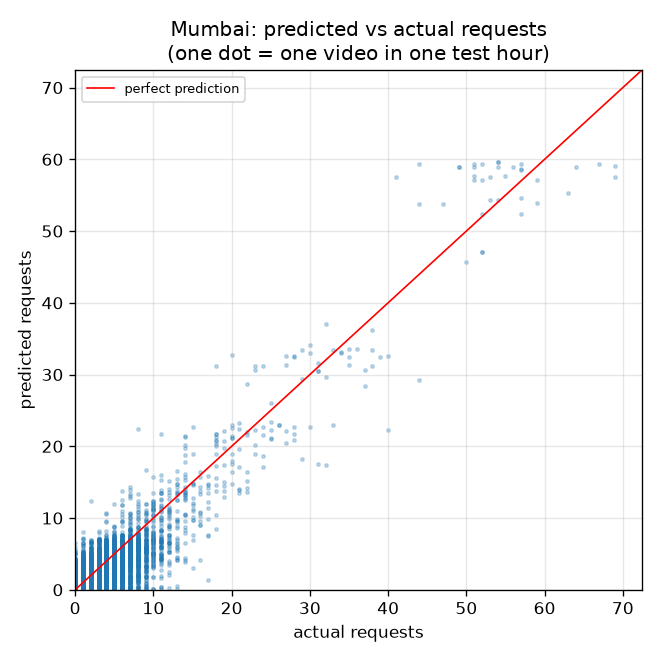 Mumbai: predicted vs actual requests
(one dot = one video in one test hour)
perfect prediction
predicted requests
70
60
50
40
30
20
10
0
0 10 20 30 40 50 60 70
actual requests